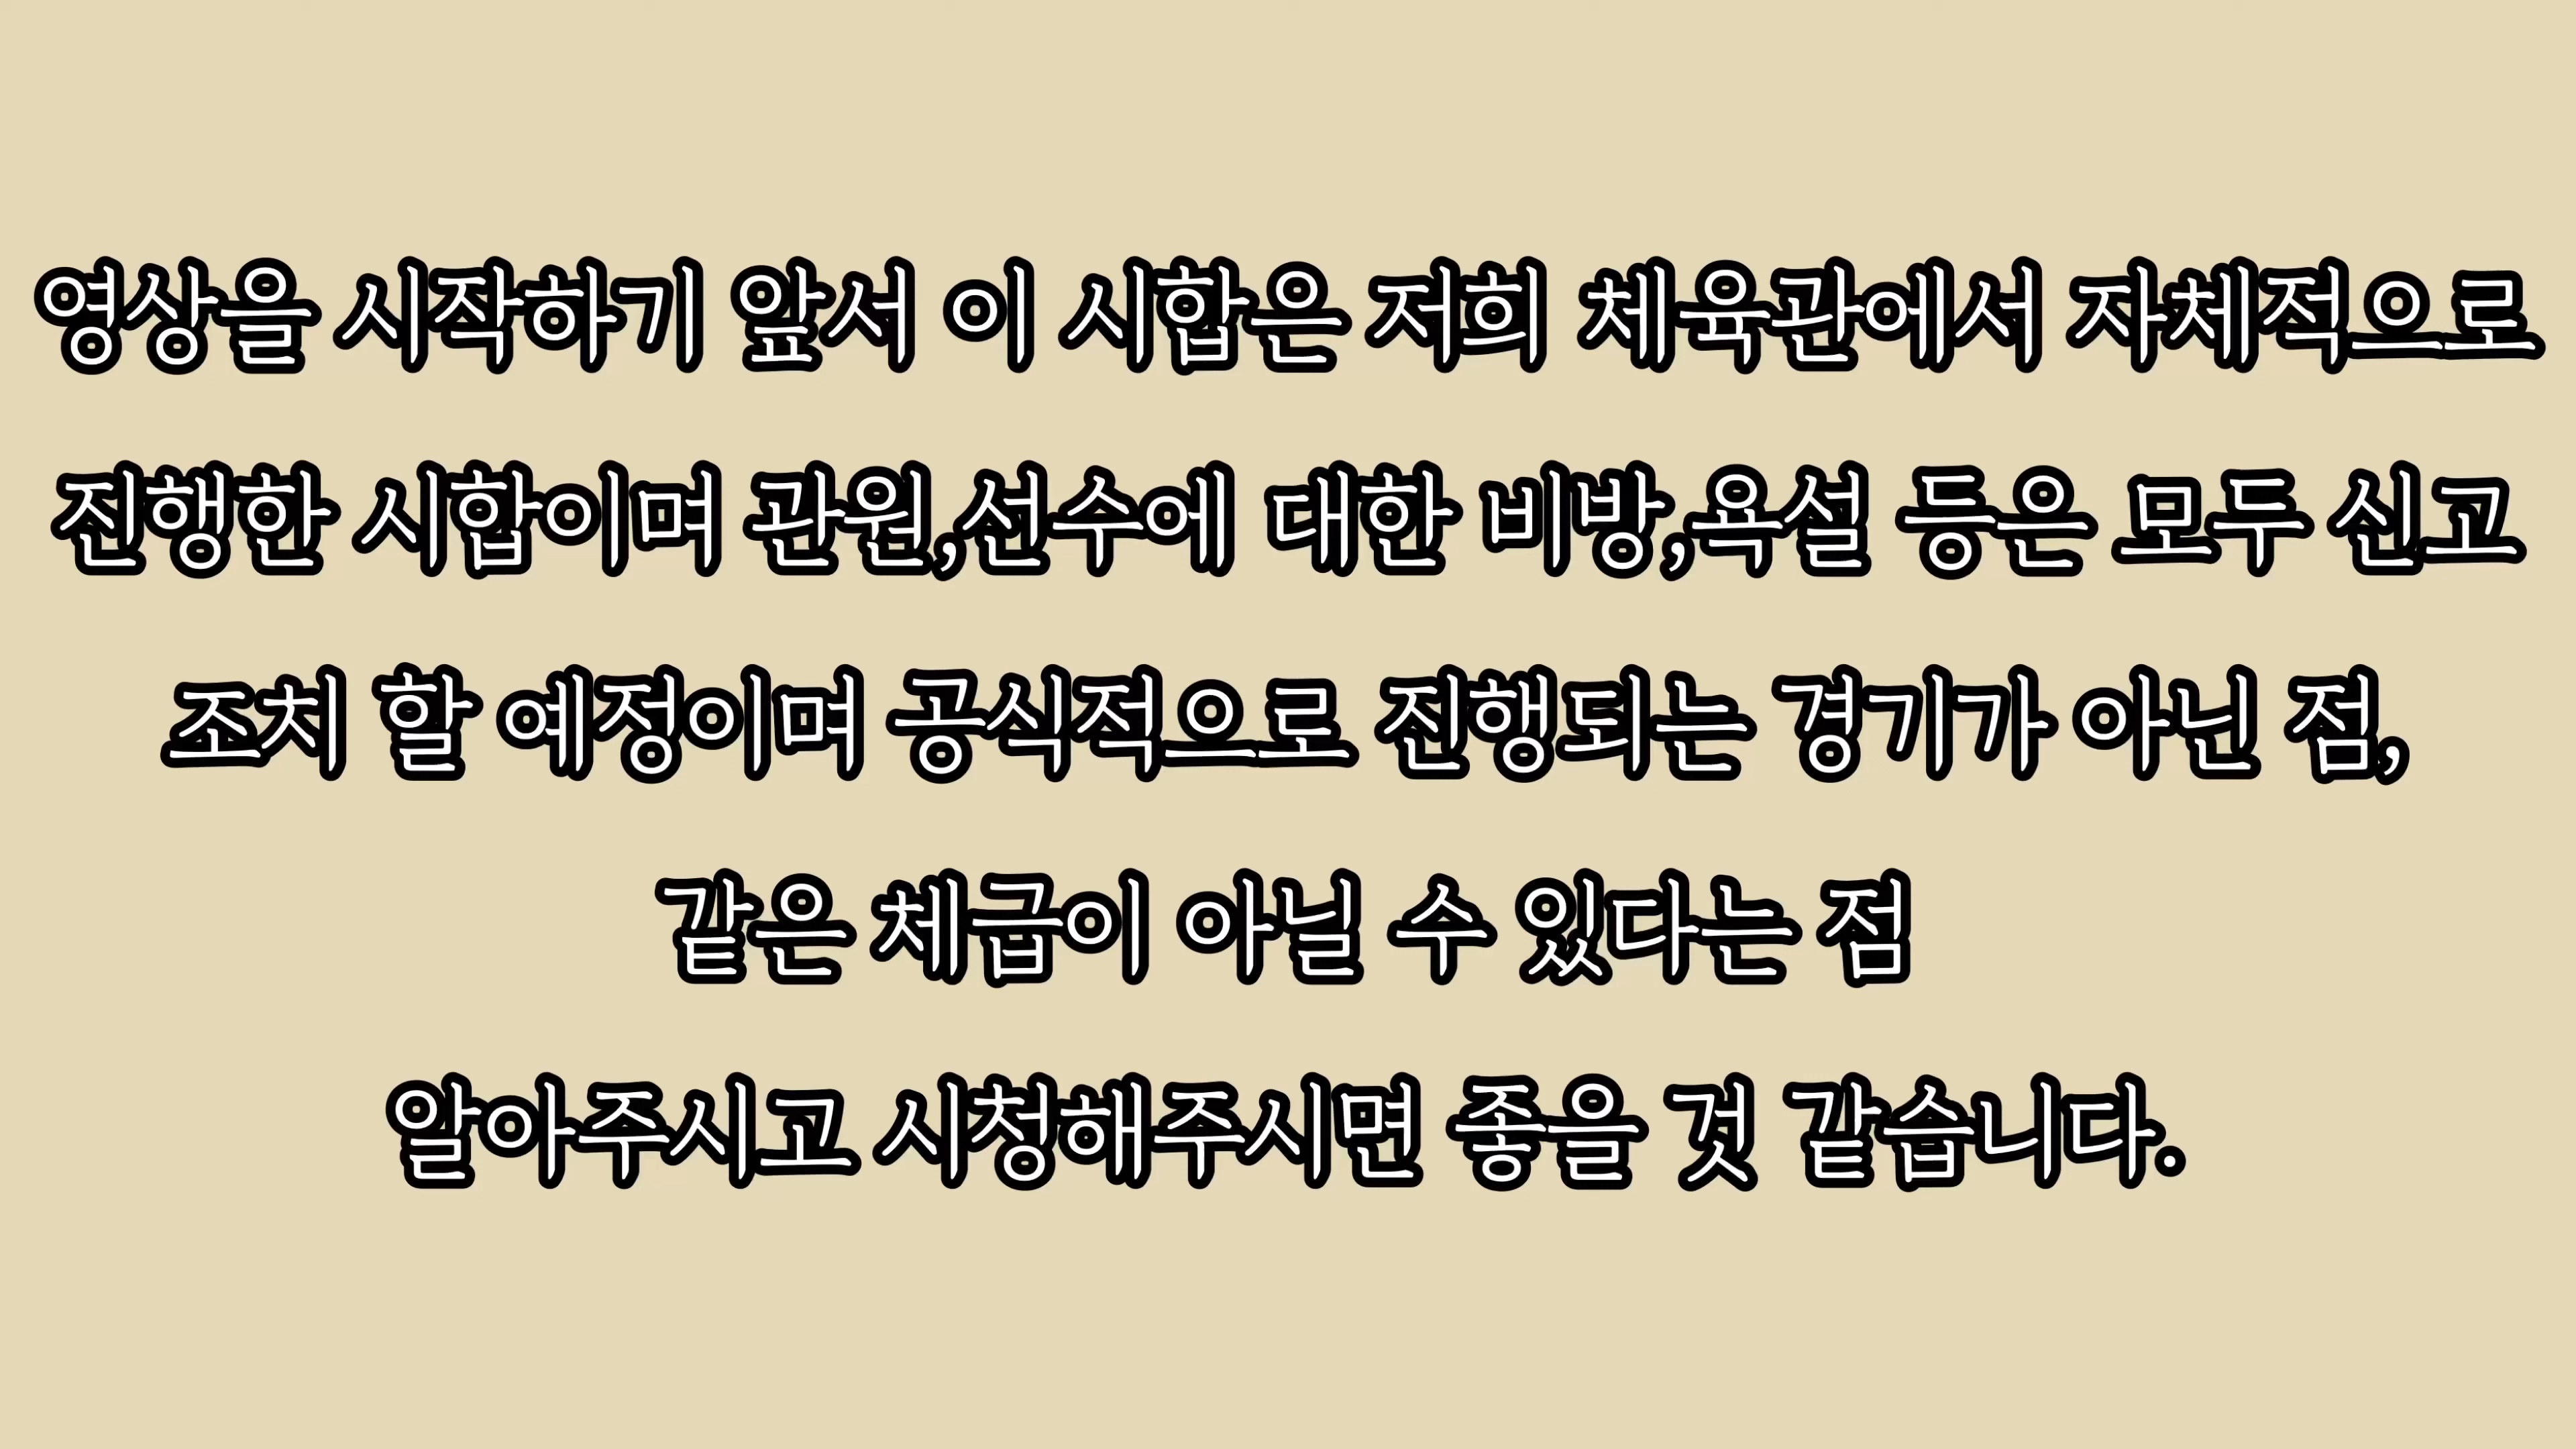 영상을 시작하기 앞서 이 시합은 저희 체육관에서 자체적으로
진행한 시합이며 관원,선수에 대한 비방,욕설 등은 모두 신고
조치 할 예정이며 공식적으로 진행되는 경기가 아닌 점,
같은 체급이 아닐 수 있다는 점
알아주시고 시청해주시면 좋을 것 같습니다.